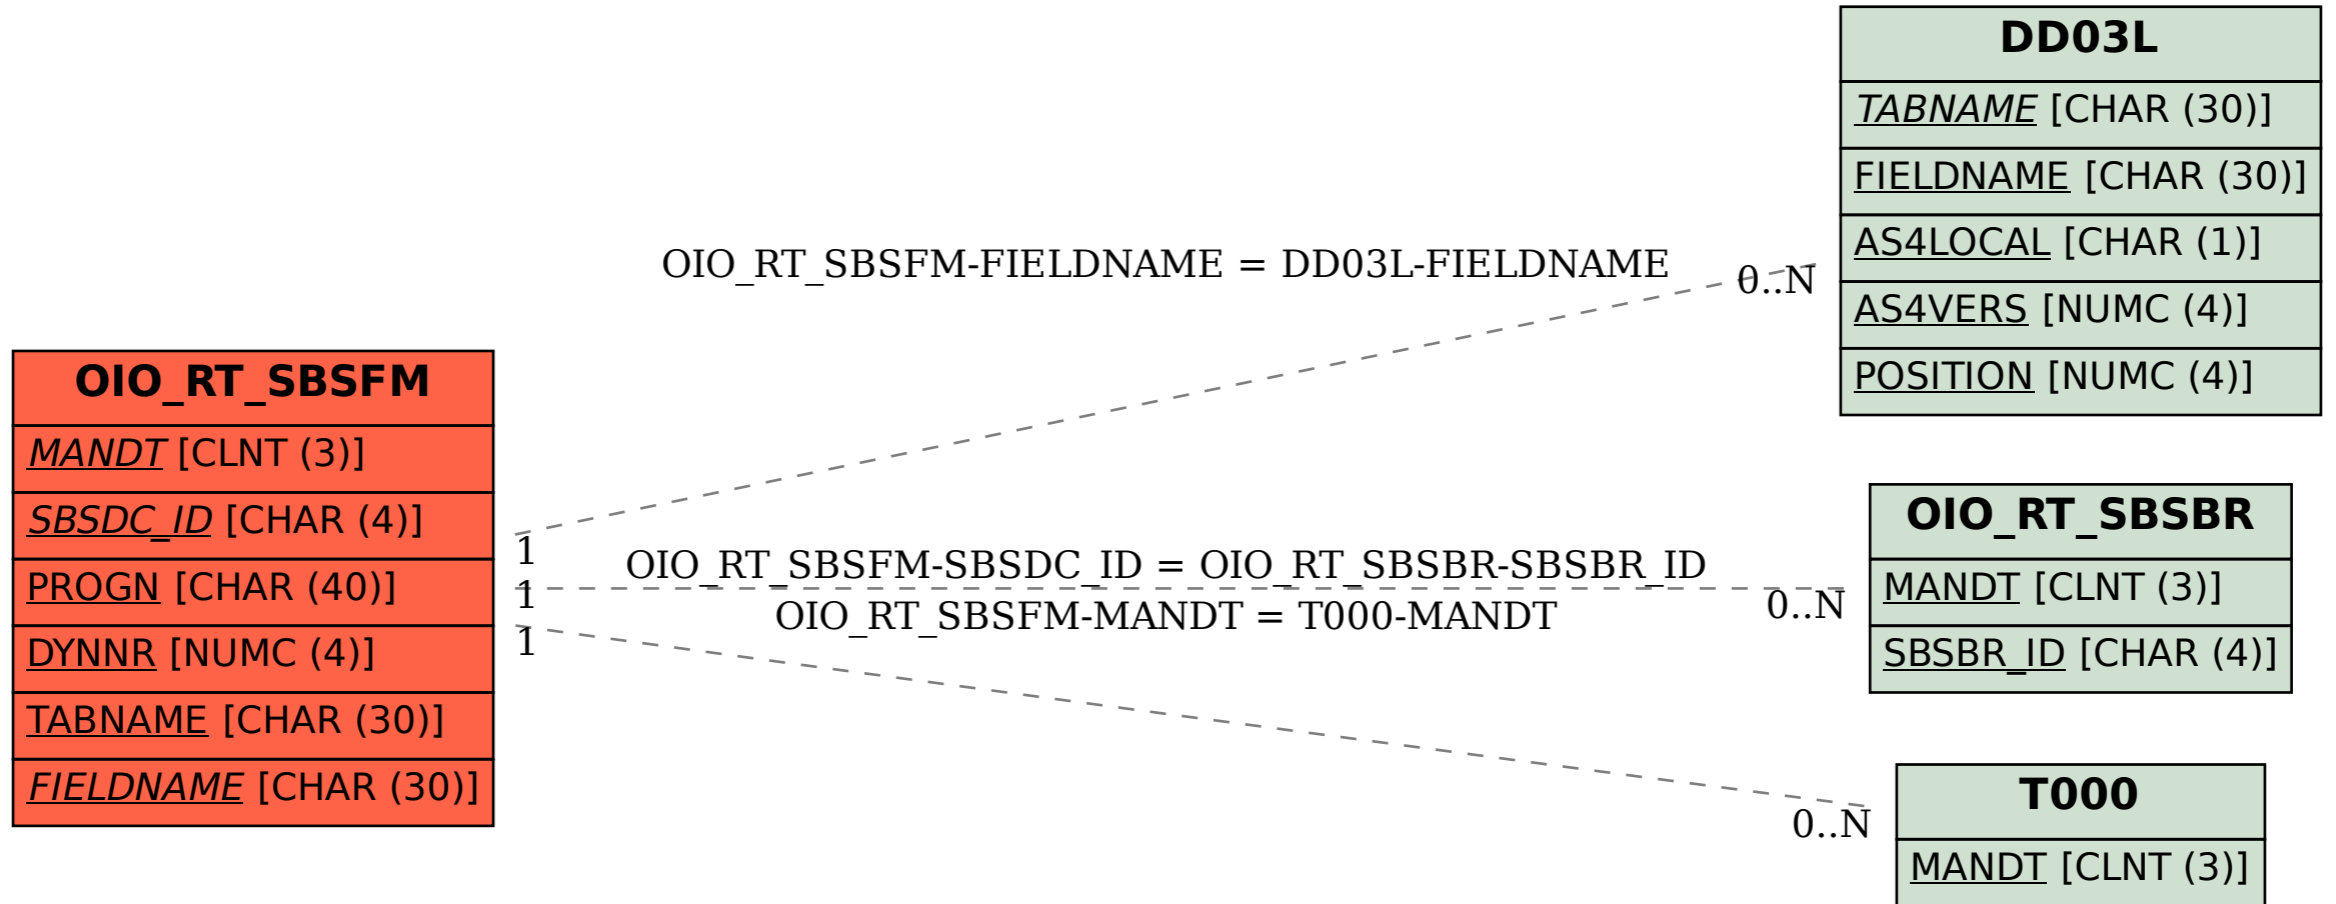 DD03L
TABNAME [CHAR (30)]
FIELDNAME [CHAR (30)]
AS4LOCAL [CHAR (1)]
AS4VERS [NUMC (4)]
POSITION [NUMC (4)]
OIO_RT_SBSFM-FIELDNAME = DD03L-FIELDNAME
0..N
OIO_RT_SBSFM
MANDT [CLNT (3)]
SBSDC_ID [CHAR (4)]
PROGN [CHAR (40)]
DYNNR [NUMC (4)]
TABNAME [CHAR (30)]
FIELDNAME [CHAR (30)]
1
1
1
OIO_RT_SBSFM-SBSDC_ID = OIO_RT_SBSBR-SBSBR_ID
0..N
OIO_RT_SBSFM-MANDT = T000-MANDT
0..N
OIO_RT_SBSBR
MANDT [CLNT (3)]
SBSBR_ID [CHAR (4)]
T000
MANDT [CLNT (3)]